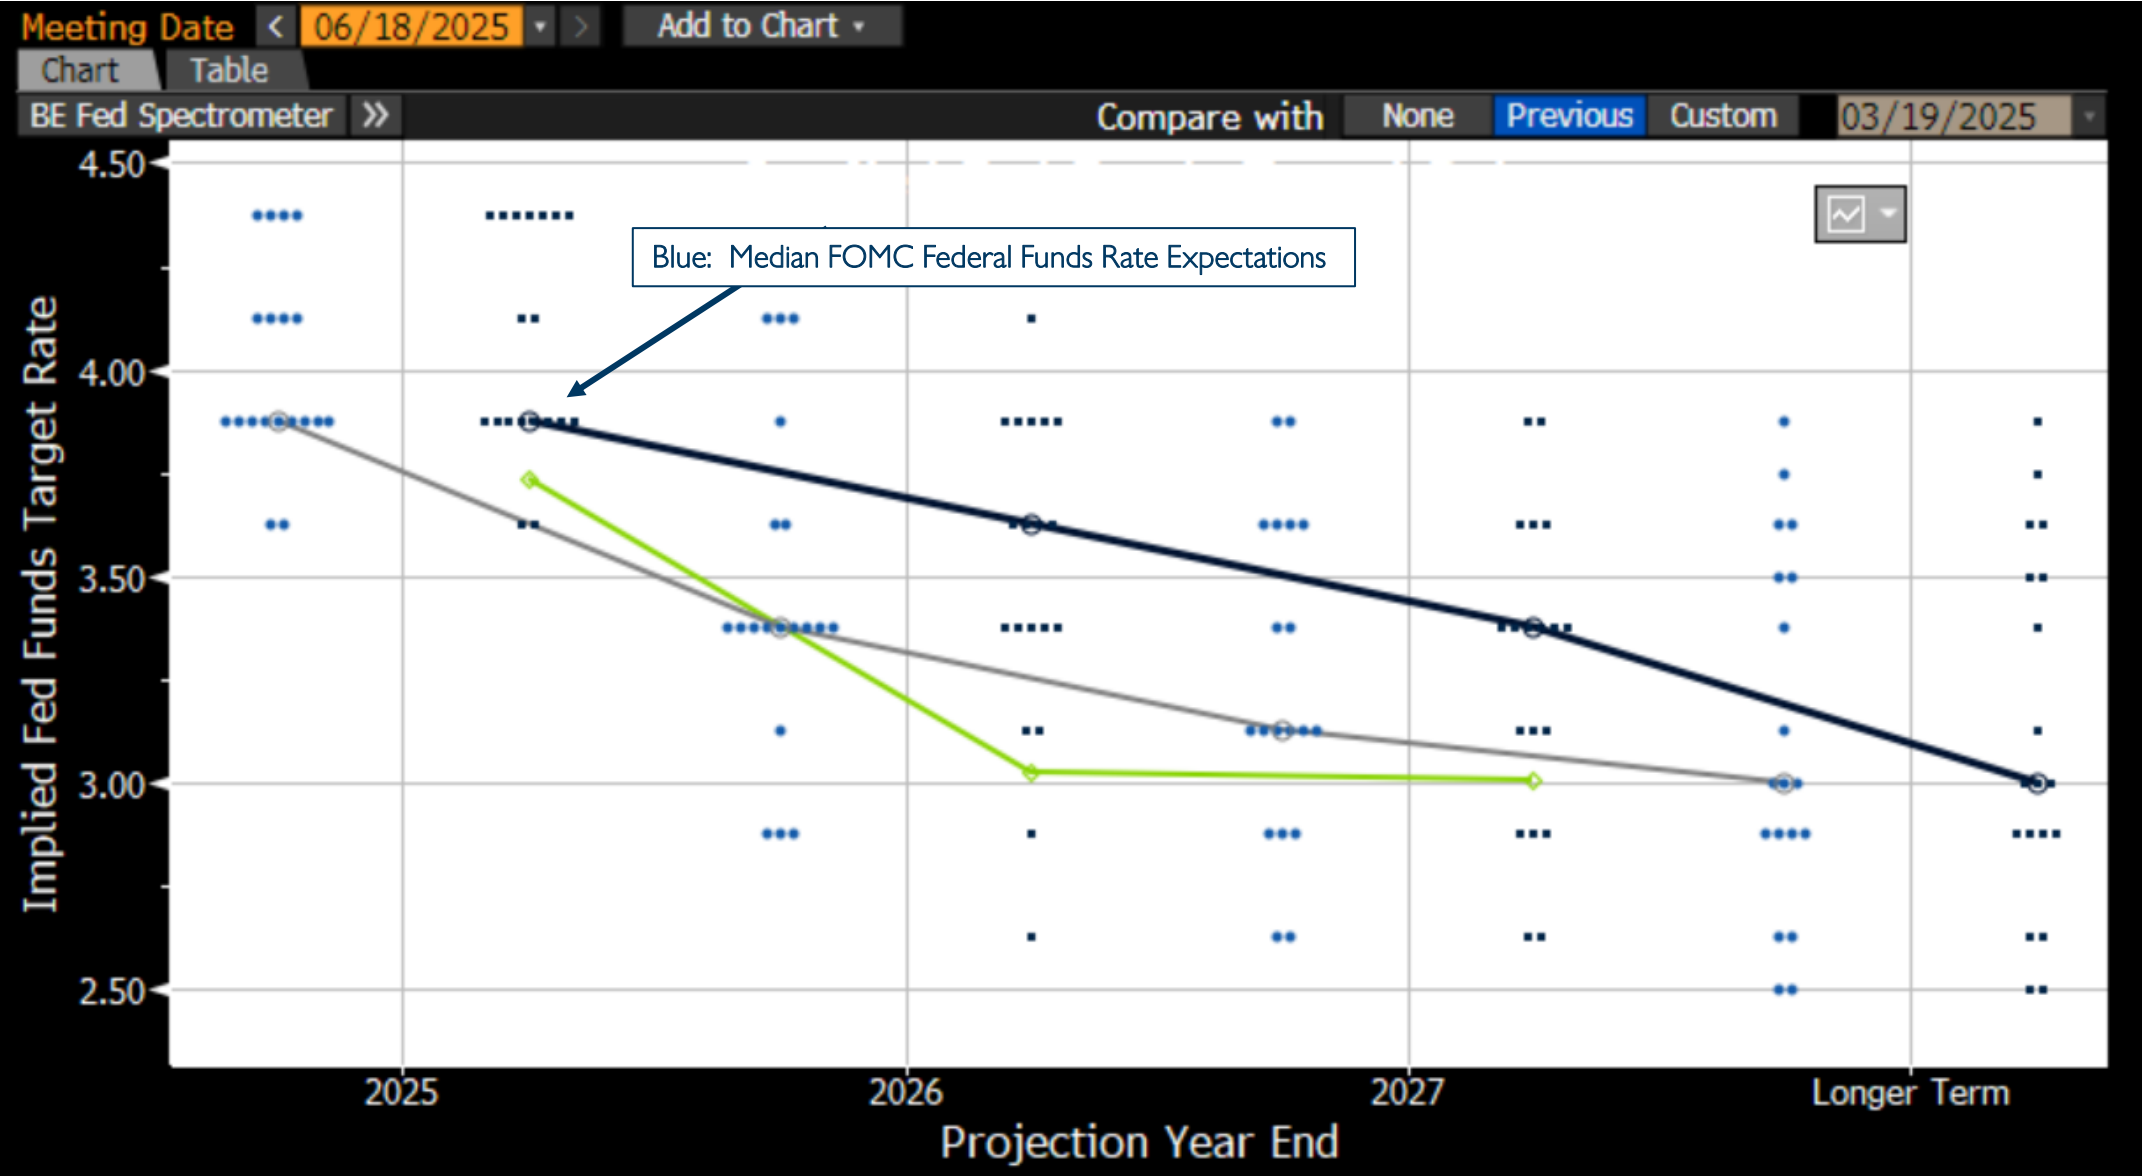 Meeting Date < 06/18/2025 > Add to Chart
Chart Table
BE Fed Spectrometer >> Compare with None Previous Custom 03/19/2025
4.50
Blue: Median FOMC Federal Funds Rate Expectations
4.00
3.50
3.00
2.50
Implied Fed Funds Target Rate
2025 2026 2027 Longer Term
Projection Year End